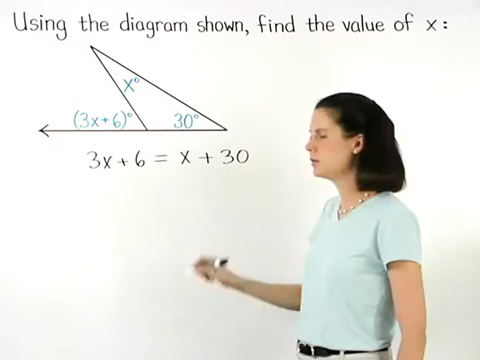 Using the diagram shown, find the value of x:
x°
(3x+6)° 30°
3x+6 = x + 30